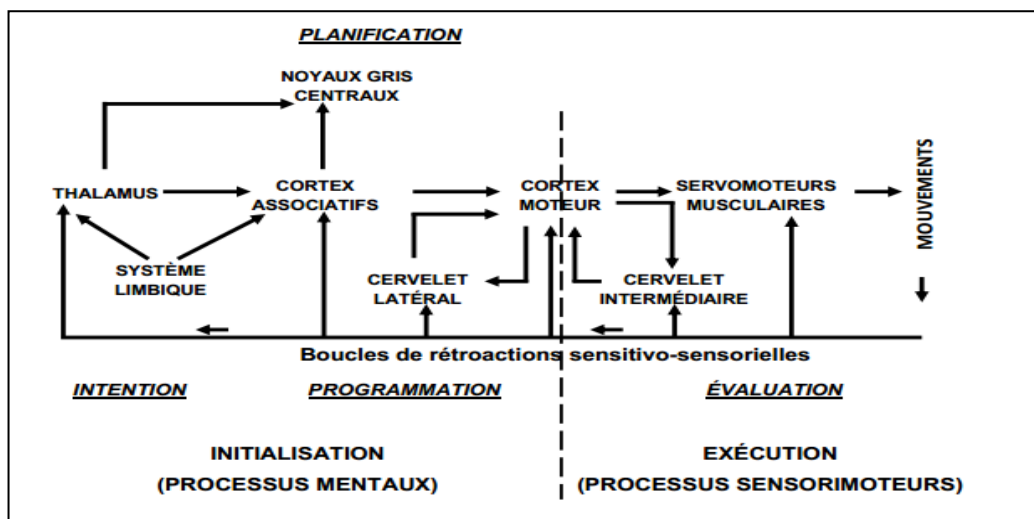 PLANIFICATION
NOYAUX GRIS
CENTRAUX
THALAMUS
CORTEX
ASSOCIATIFS
CORTEX
MOTEUR
SERVOMOTEURS
MUSCULAIRES
MOUVEMENTS
SYSTÈME
LIMBIQUE
CERVELET
LATÉRAL
CERVELET
INTERMÉDIAIRE
Boucles de rétroactions sensitivo-sensorielles
INTENTION
PROGRAMMATION
ÉVALUATION
INITIALISATION
(PROCESSUS MENTAUX)
EXÉCUTION
(PROCESSUS SENSORIMOTEURS)